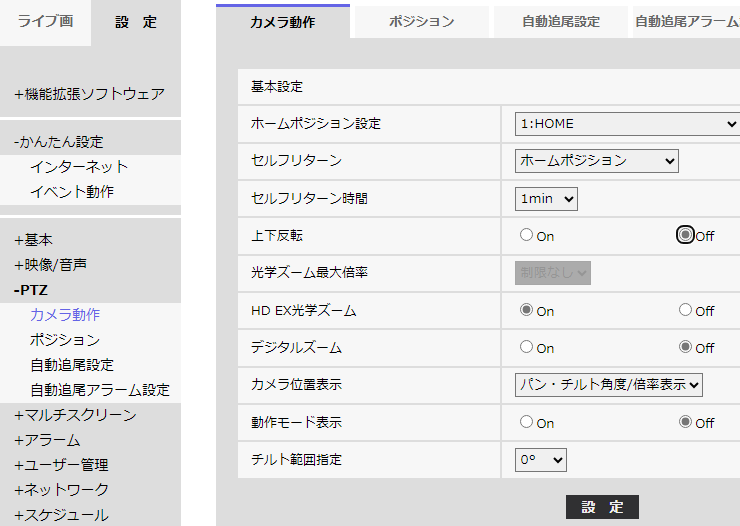 ライブ画
設 定
+機能拡張ソフトウェア
-かんたん設定
インターネット
イベント動作
+基本
+映像/音声
-PTZ
カメラ動作
ポジション
自動追尾設定
自動追尾アラーム設定
+マルチスクリーン
+アラーム
+ユーザー管理
+ネットワーク
+スケジュール
カメラ動作
ポジション
自動追尾設定
自動追尾アラーム
基本設定
ホームポジション設定 1:HOME
セルフリターン ホームポジション
セルフリターン時間 1min
上下反転 On Off
光学ズーム最大倍率 制限なし
HD EX光学ズーム On Off
デジタルズーム On Off
カメラ位置表示 パン・チルト角度/倍率表示
動作モード表示 On Off
チルト範囲指定 0°
設 定